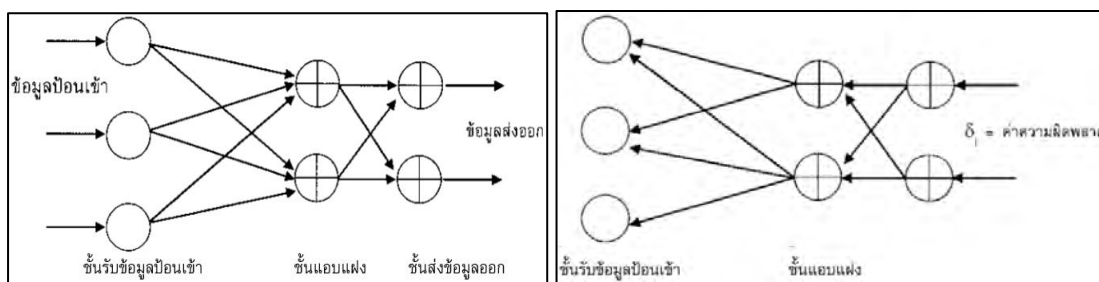 ข้อมูลป้อนเข้า
ข้อมูลส่งออก
ชั้นรับข้อมูลป้อนเข้า ชั้นแอบแฝง ชั้นส่งข้อมูลออก
δj = ค่าความผิดพลาด
ชั้นรับข้อมูลป้อนเข้า ชั้นแอบแฝง